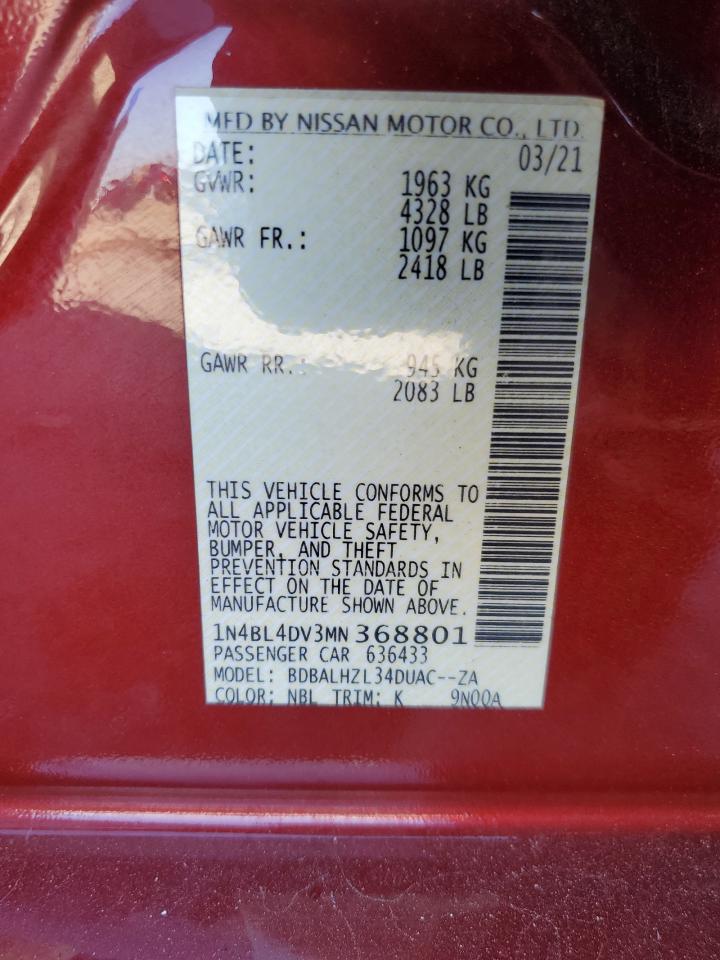 MFD BY NISSAN MOTOR CO., LTD.
DATE: 03/21
GVWR: 1963 KG
4328 LB
GAWR FR.: 1097 KG
2418 LB
GAWR RR.: 945 KG
2083 LB
THIS VEHICLE CONFORMS TO
ALL APPLICABLE FEDERAL
MOTOR VEHICLE SAFETY,
BUMPER, AND THEFT
PREVENTION STANDARDS IN
EFFECT ON THE DATE OF
MANUFACTURE SHOWN ABOVE.
1N4BL4DV3MN368801
PASSENGER CAR 636433
MODEL: BDBALHZL34DUAC--ZA
COLOR: NBL TRIM: K 9N00A